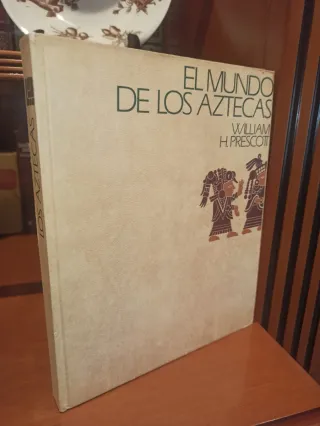 EL MUNDO
DE LOS AZTECAS
WILLIAM
H. PRESCOTT
LOS AZTECAS